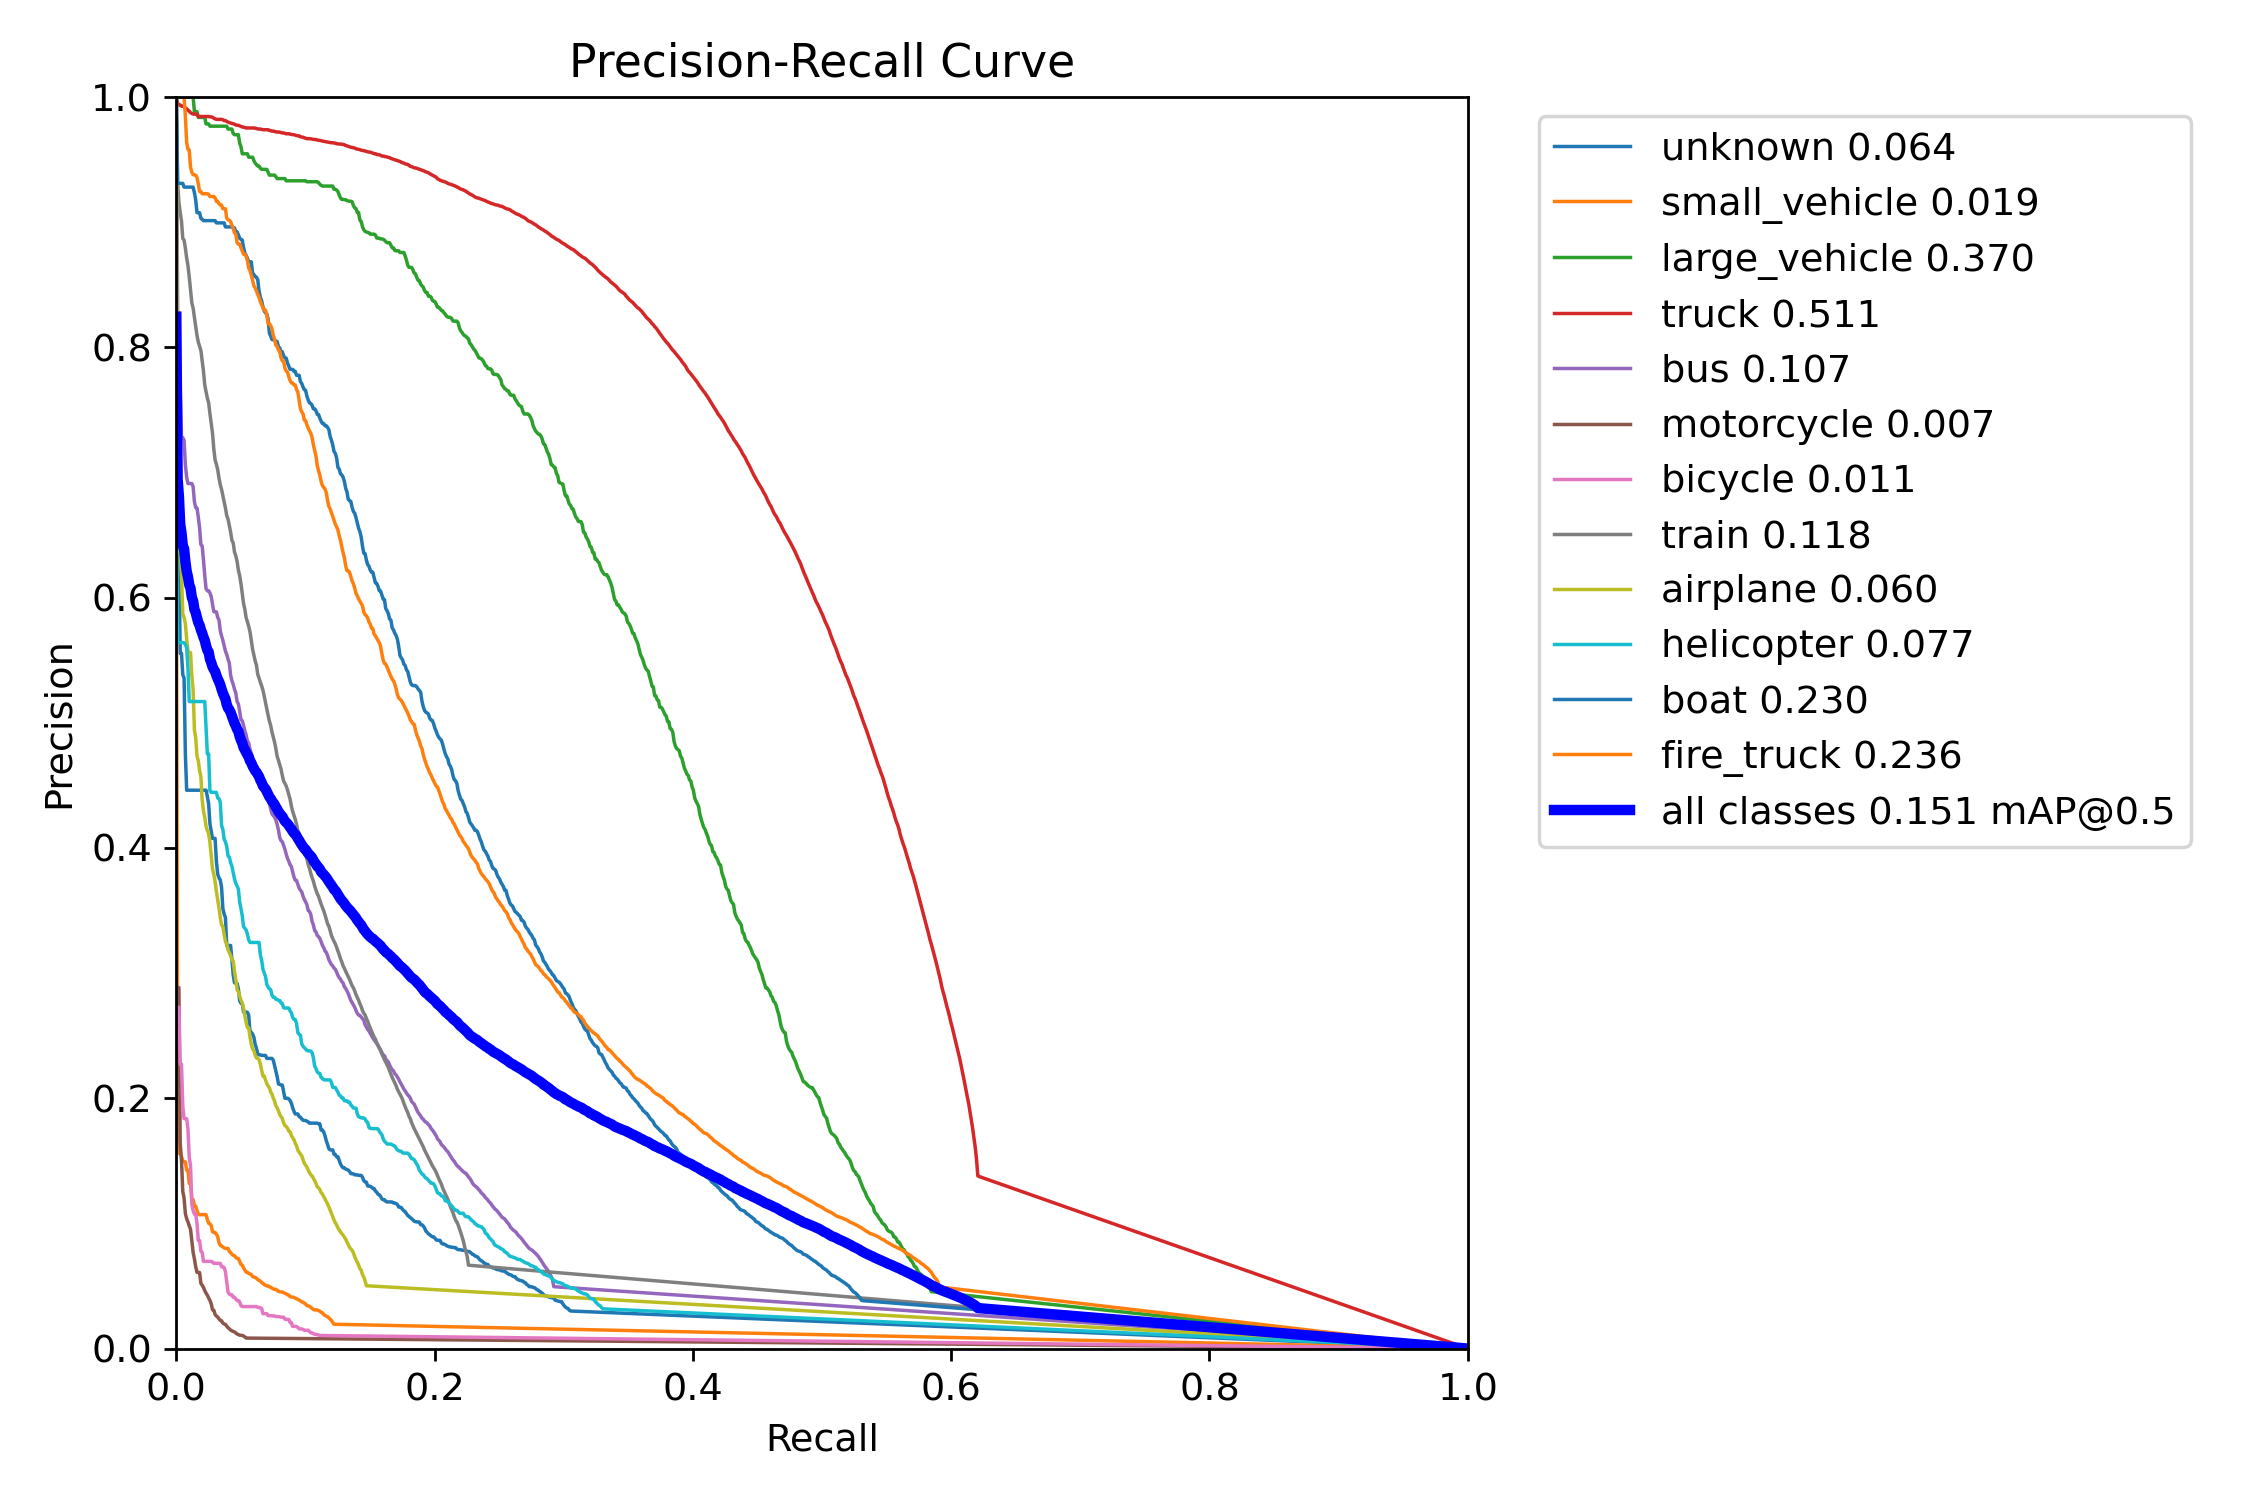 Precision-Recall Curve
1.0
0.8
0.6
0.4
0.2
0.0
Precision
0.0 0.2 0.4 0.6 0.8 1.0
Recall
unknown 0.064
small_vehicle 0.019
large_vehicle 0.370
truck 0.511
bus 0.107
motorcycle 0.007
bicycle 0.011
train 0.118
airplane 0.060
helicopter 0.077
boat 0.230
fire_truck 0.236
all classes 0.151 mAP@0.5